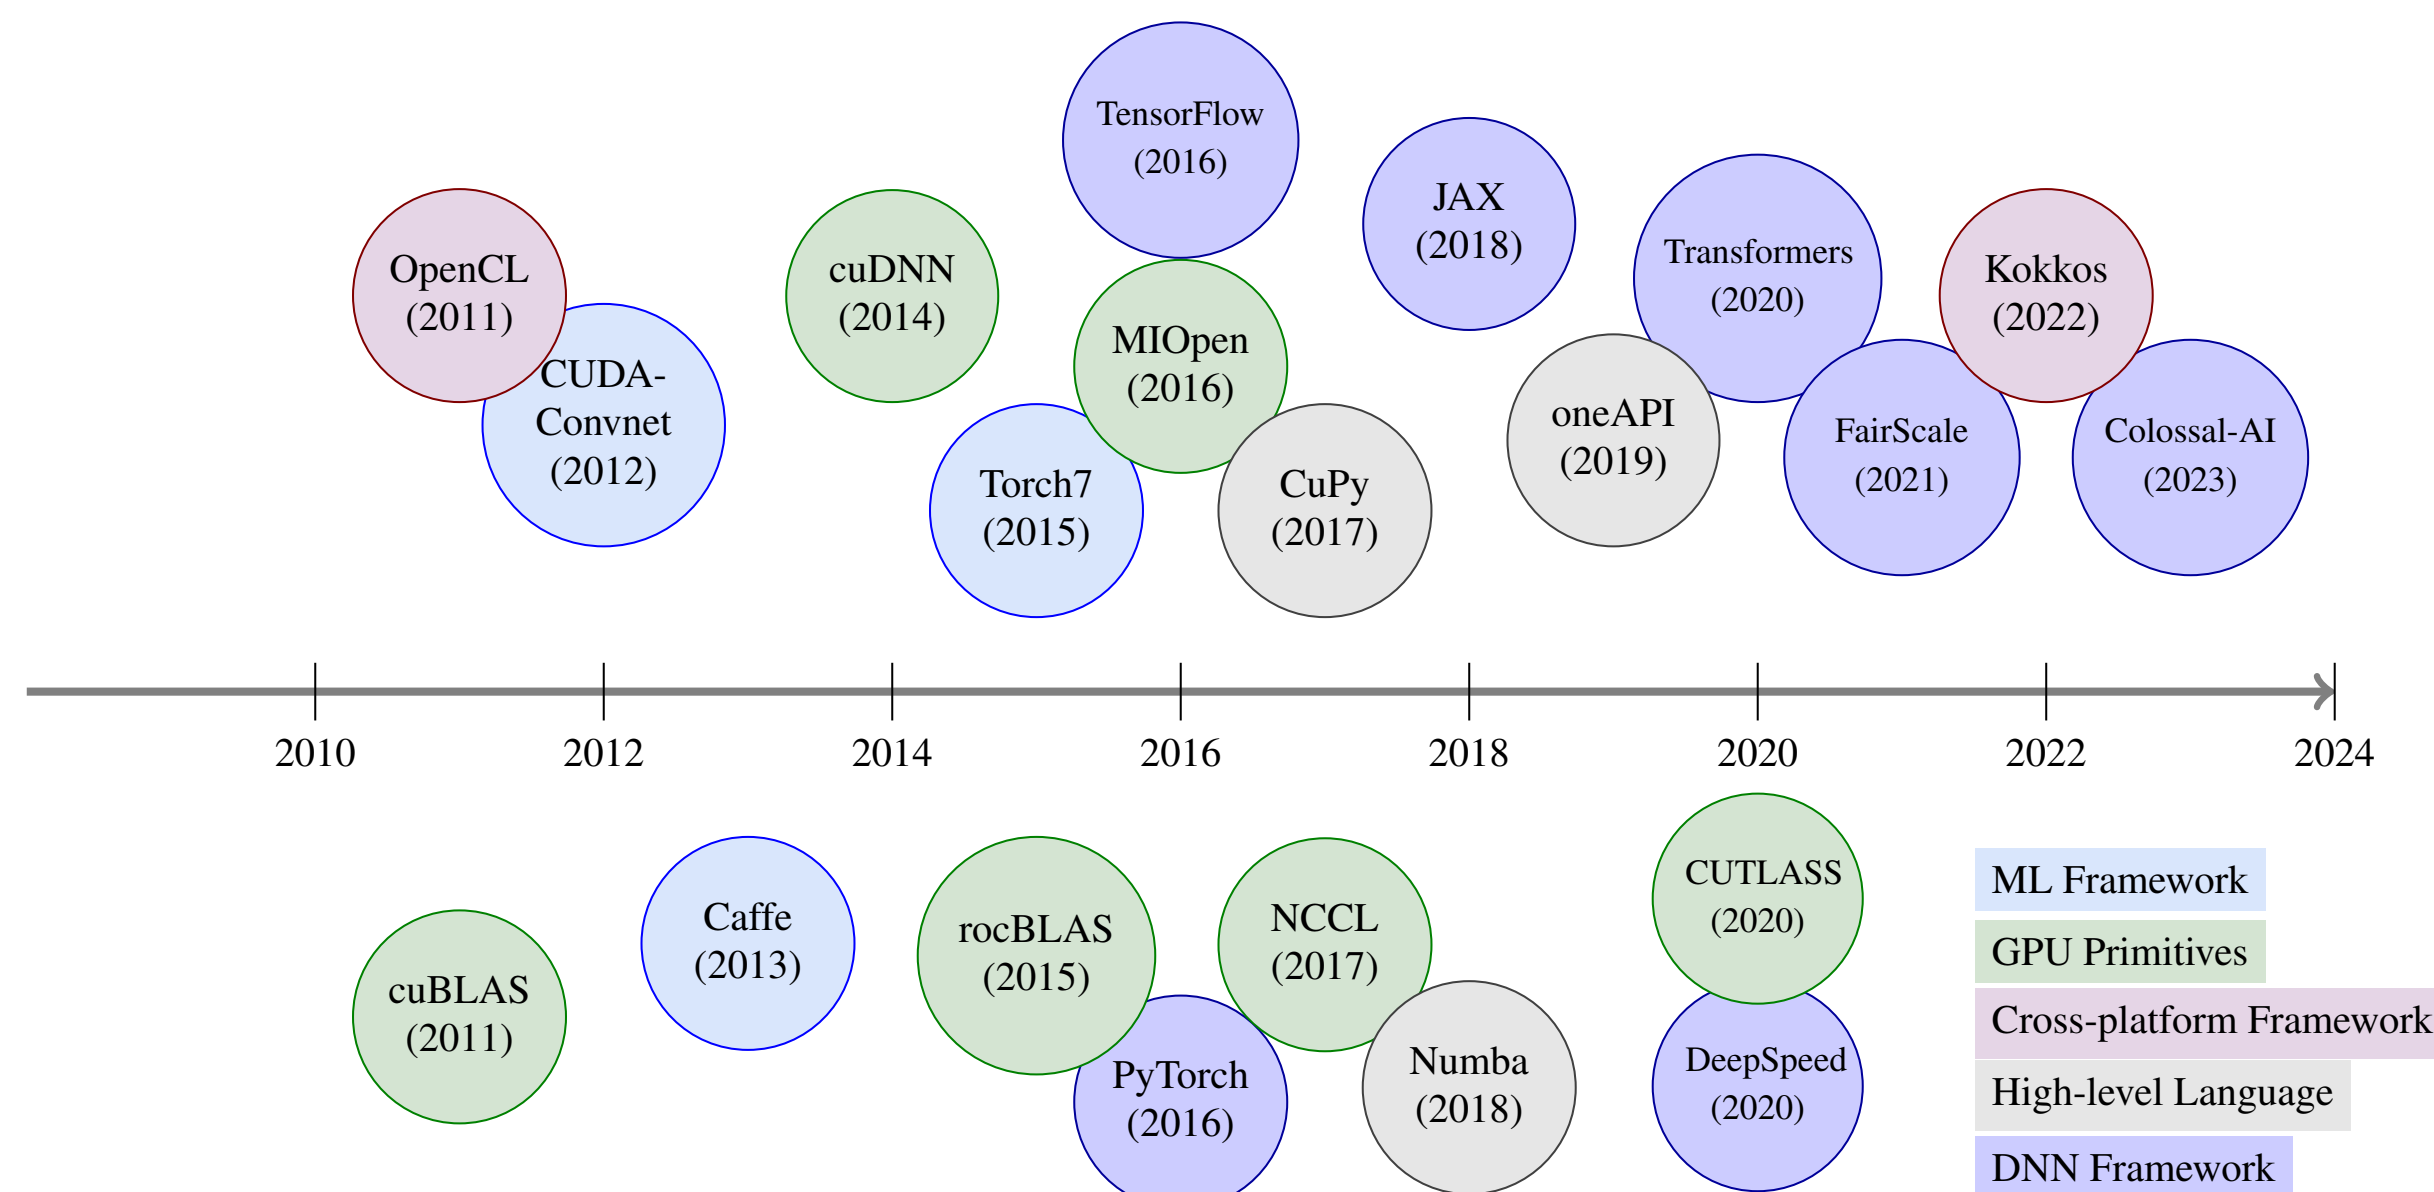 TensorFlow
(2016)
JAX
(2018)
Transformers
(2020)
OpenCL
(2011)
cuDNN
(2014)
Kokkos
(2022)
MIOpen
(2016)
CUDA-
Convnet
(2012)
oneAPI
(2019)
FairScale
(2021)
Colossal-AI
(2023)
Torch7
(2015)
CuPy
(2017)
2010
2012
2014
2016
2018
2020
2022
2024
CUTLASS
(2020)
Caffe
(2013)
rocBLAS
(2015)
NCCL
(2017)
cuBLAS
(2011)
PyTorch
(2016)
Numba
(2018)
DeepSpeed
(2020)
ML Framework
GPU Primitives
Cross-platform Framework
High-level Language
DNN Framework